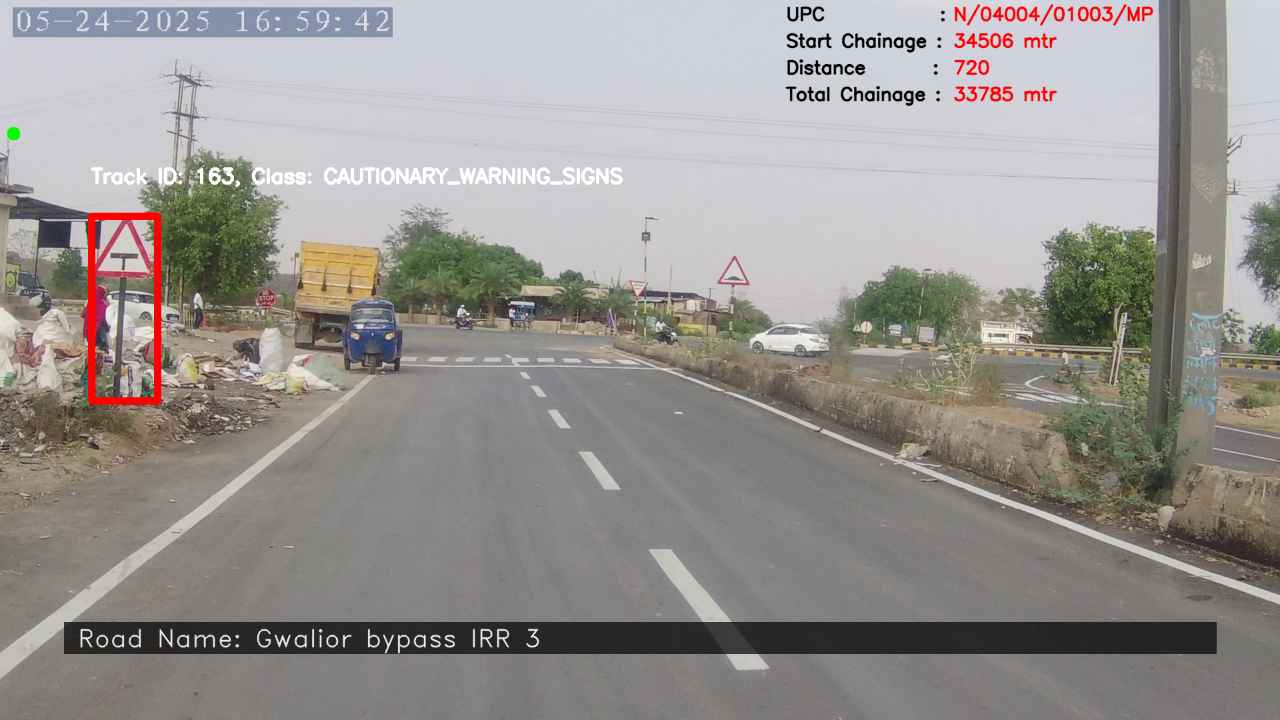 05-24-2025 16:59:42
UPC : N/04004/01003/MP
Start Chainage : 34506 mtr
Distance : 720
Total Chainage : 33785 mtr
Track ID: 163, Class: CAUTIONARY_WARNING_SIGNS
STOP
Road Name: Gwalior bypass IRR 3